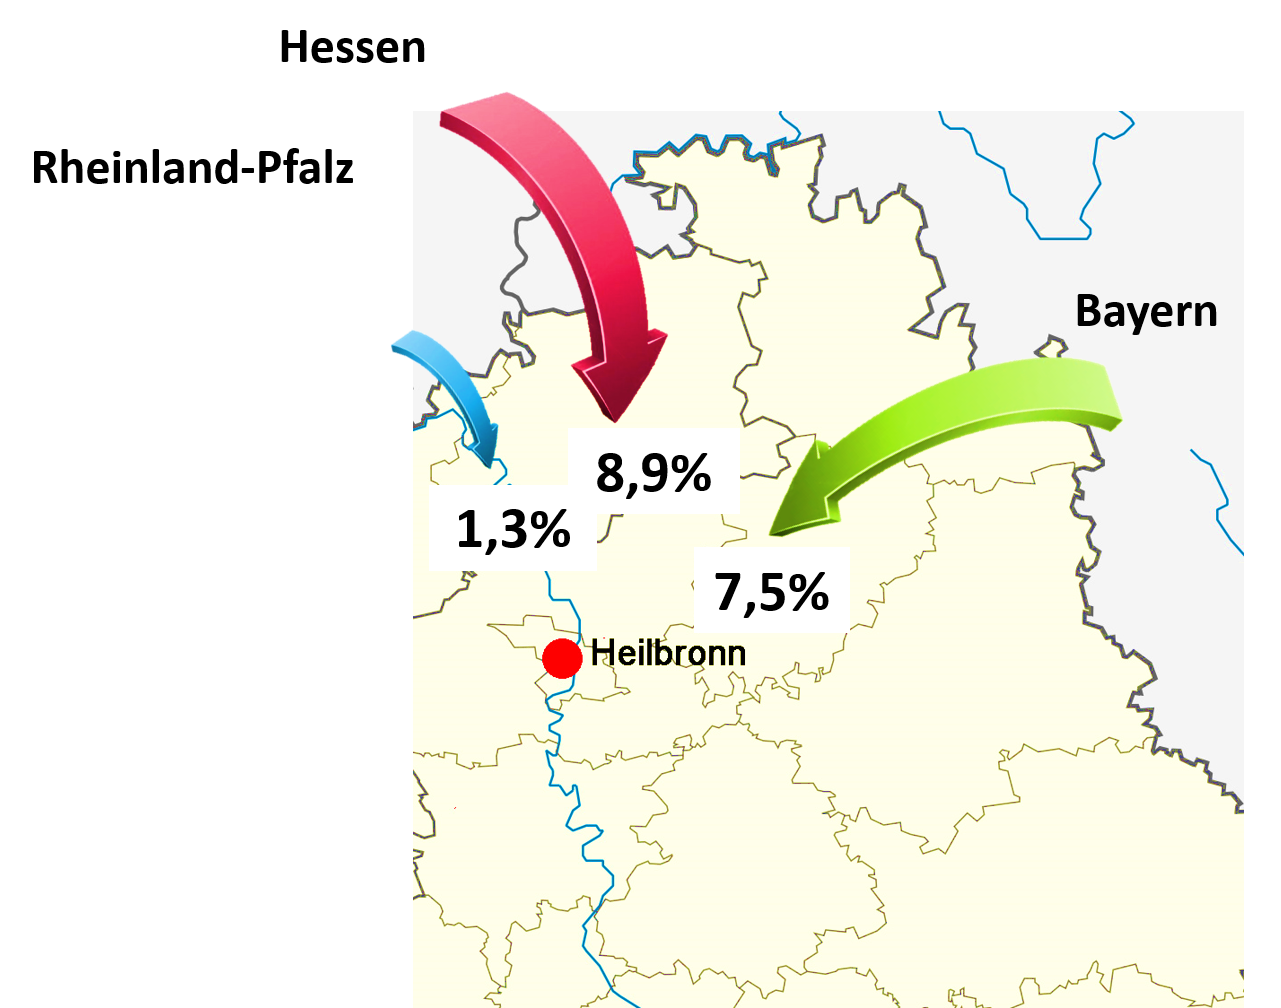 Hessen
Rheinland-Pfalz
Bayern
8,9%
1,3%
7,5%
Heilbronn